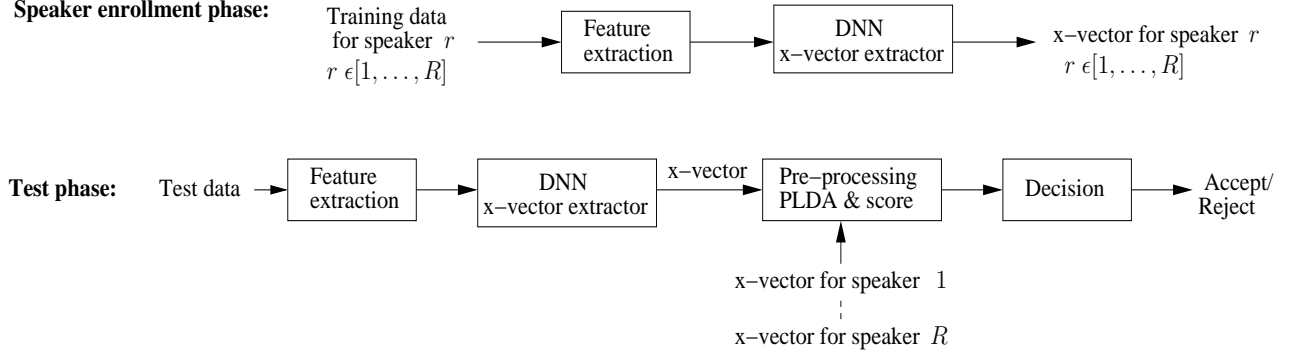 Speaker enrollment phase:
Training data
for speaker r
r ϵ[1, . . . , R]
Feature
extraction
DNN
x−vector extractor
x−vector for speaker r
r ϵ[1, . . . , R]
Test phase:
Test data
Feature
extraction
DNN
x−vector extractor
x−vector
Pre−processing
PLDA & score
Decision
Accept/
Reject
x−vector for speaker 1
x−vector for speaker R